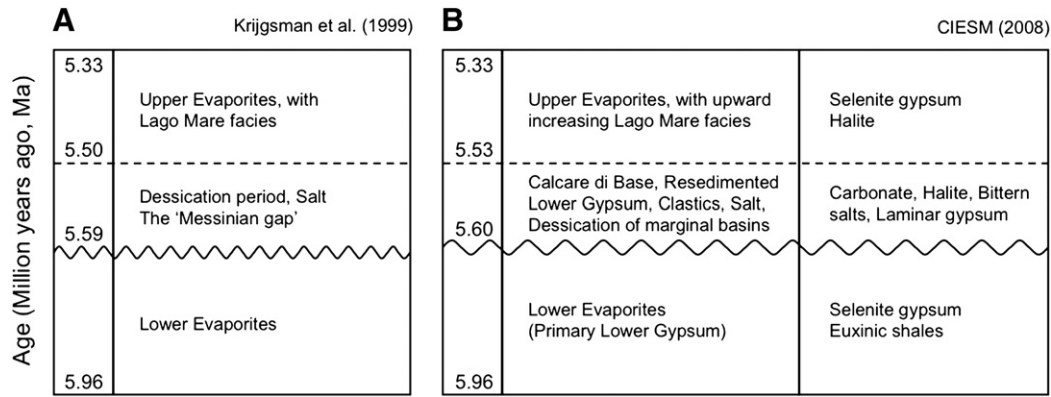 A
Krijgsman et al. (1999)
Age (Million years ago, Ma)
5.33
Upper Evaporites, with
Lago Mare facies
5.50
Dessication period, Salt
The ‘Messinian gap’
5.59
Lower Evaporites
5.96
B
CIESM (2008)
5.33
Upper Evaporites, with upward
increasing Lago Mare facies
Selenite gypsum
Halite
5.53
Calcare di Base, Resedimented
Lower Gypsum, Clastics, Salt,
Dessication of marginal basins
Carbonate, Halite, Bittern
salts, Laminar gypsum
5.60
Lower Evaporites
(Primary Lower Gypsum)
Selenite gypsum
Euxinic shales
5.96